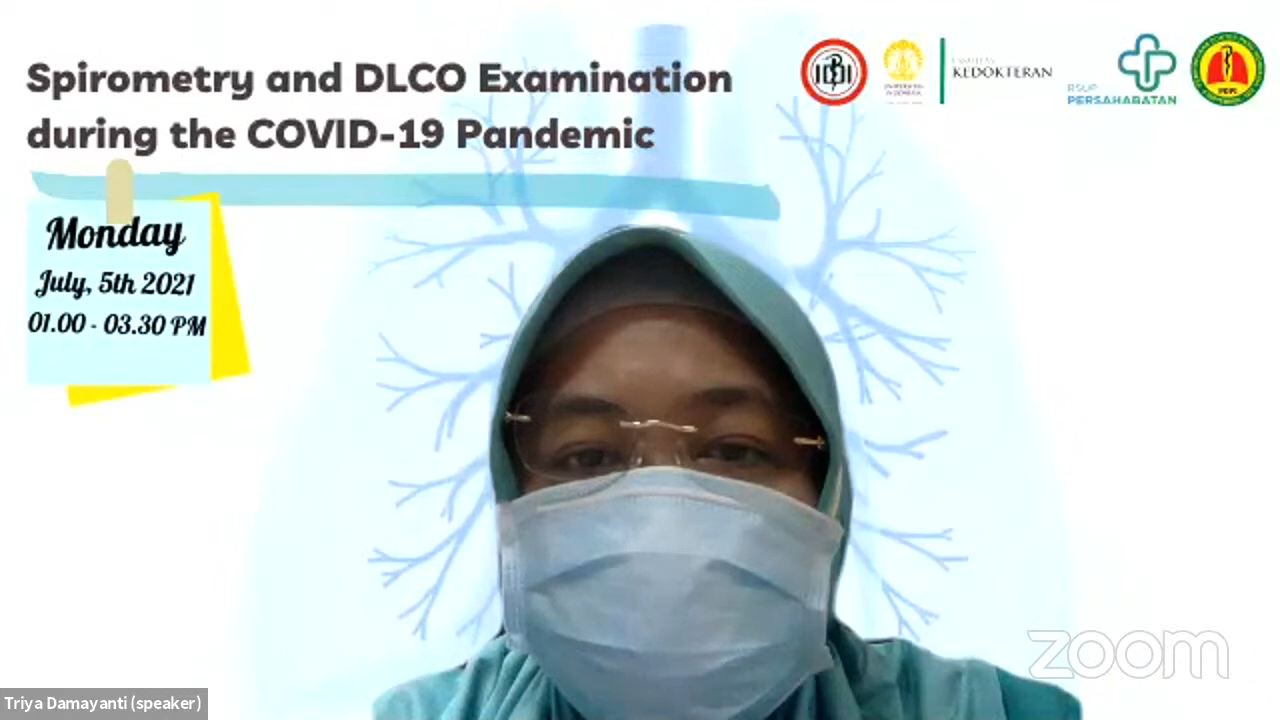 Spirometry and DLCO Examination
during the COVID-19 Pandemic
KEDOKTERAN
RSUP
PERSAHABATAN
Monday
July, 5th 2021
01.00 - 03.30 PM
zoom
Triya Damayanti (speaker)